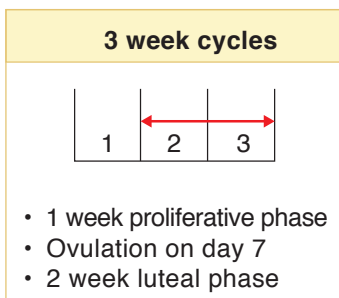 3 week cycles
1 2 3
• 1 week proliferative phase
• Ovulation on day 7
• 2 week luteal phase